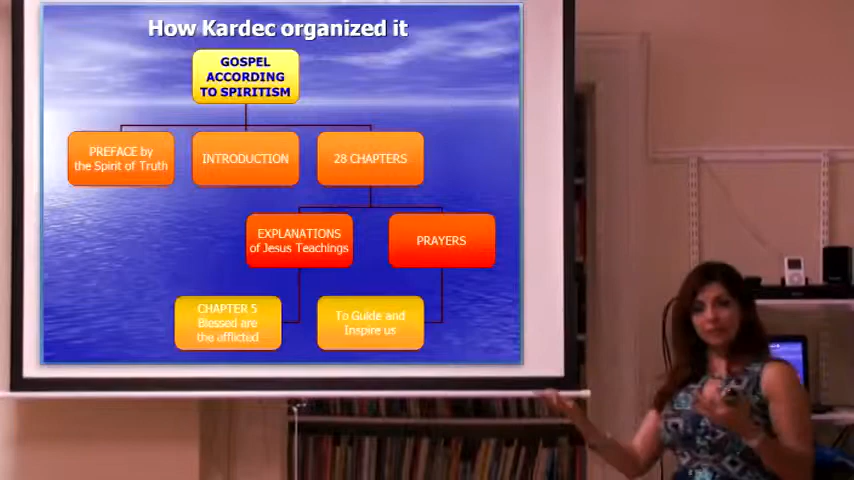 How Kardec organized it
GOSPEL
ACCORDING
TO SPIRITISM
PREFACE by
the Spirit of Truth
INTRODUCTION
28 CHAPTERS
EXPLANATIONS
of Jesus Teachings
PRAYERS
CHAPTER 5
Blessed are
the afflicted
To Guide and
Inspire us